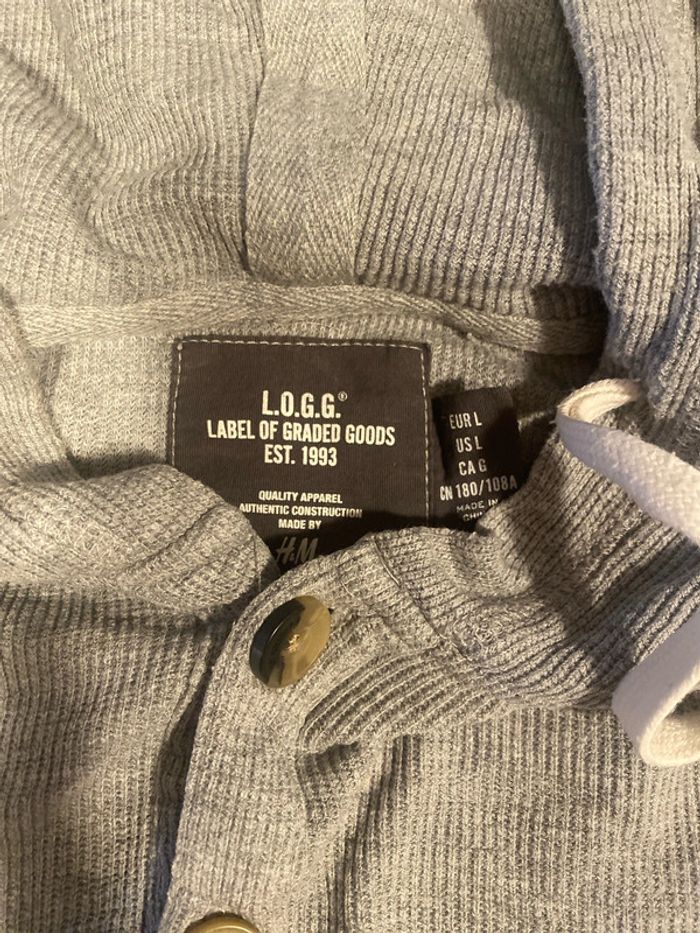 L.O.G.G.®
LABEL OF GRADED GOODS
EST. 1993
QUALITY APPAREL
AUTHENTIC CONSTRUCTION
MADE BY
H&M
EUR L
US L
CA G
CN 180/108A
MADE IN